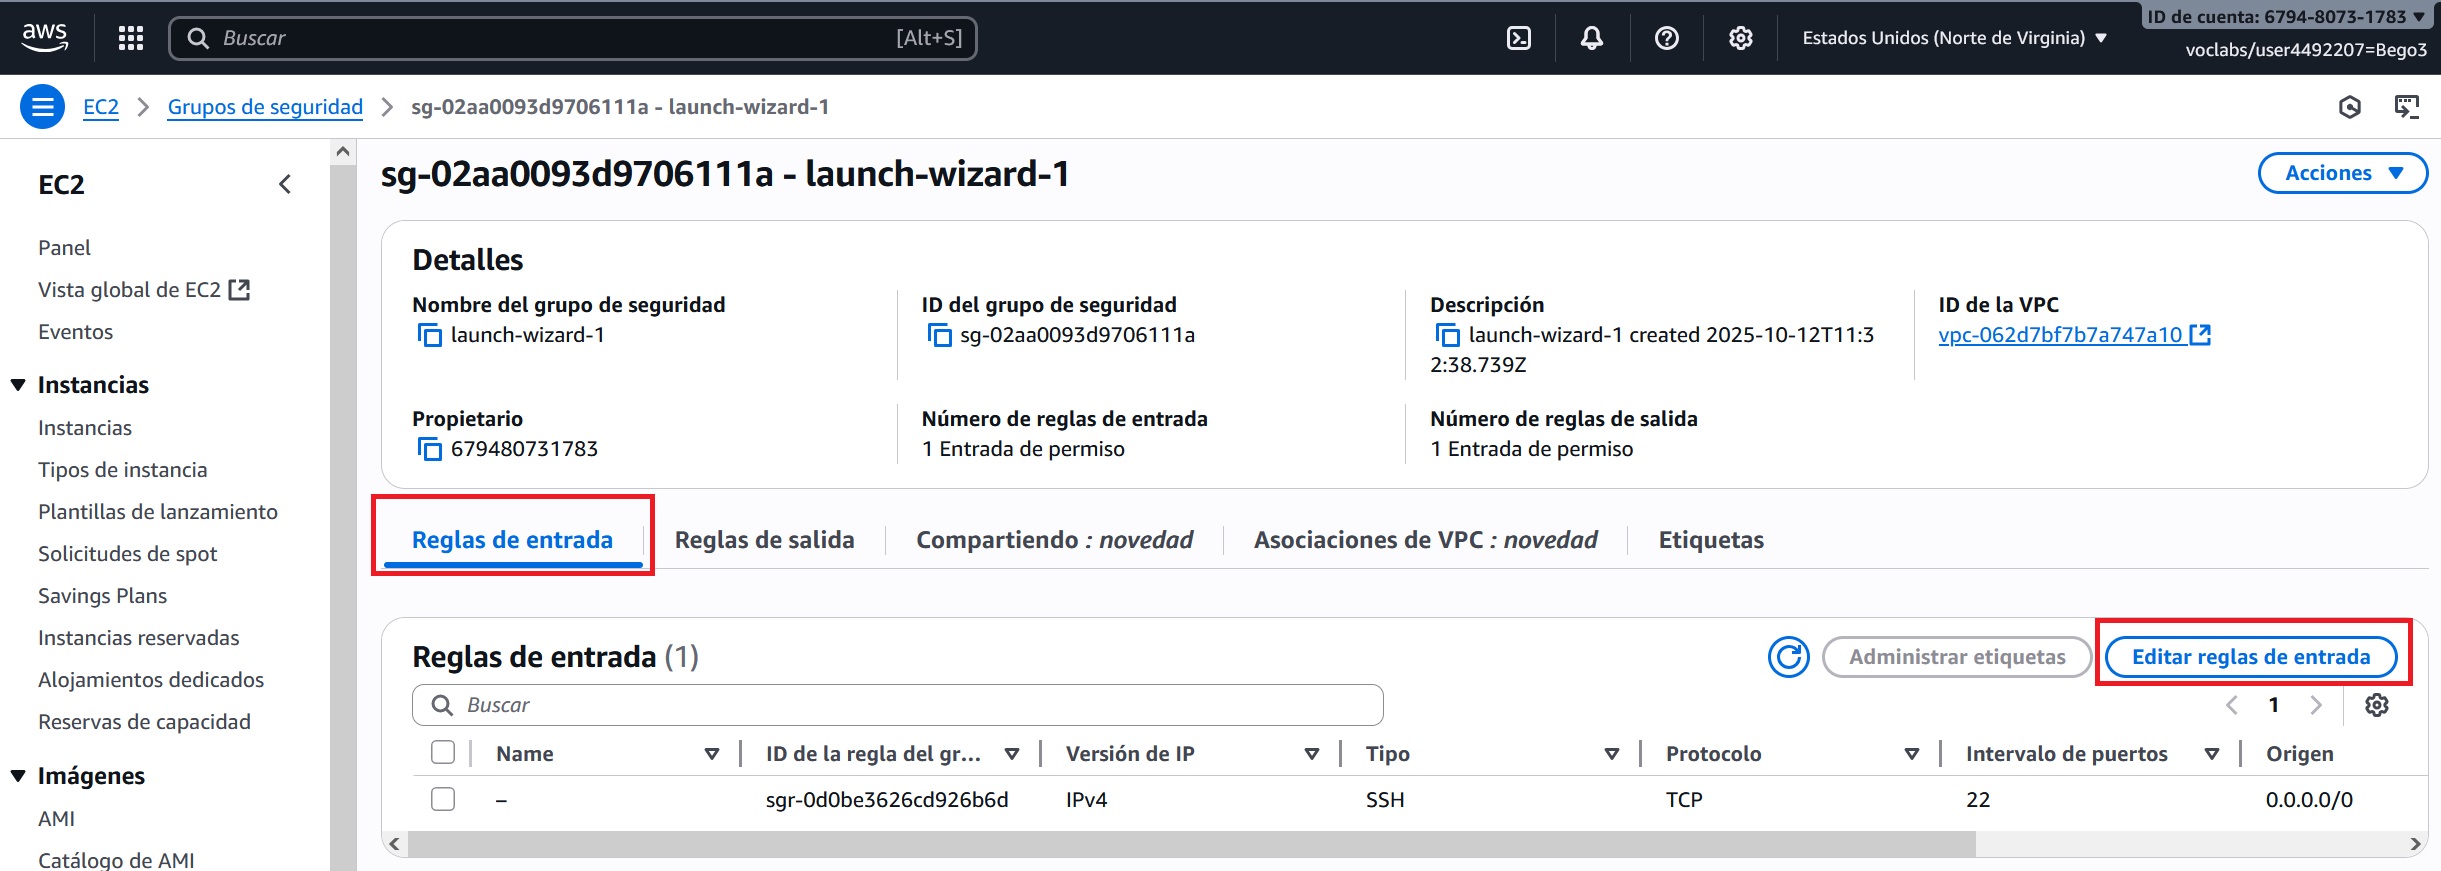 aws
Buscar [Alt+S]
Estados Unidos (Norte de Virginia)
ID de cuenta: 6794-8073-1783
voclabs/user4492207=Bego3
EC2 > Grupos de seguridad > sg-02aa0093d9706111a - launch-wizard-1
EC2
Panel
Vista global de EC2
Eventos
Instancias
Instancias
Tipos de instancia
Plantillas de lanzamiento
Solicitudes de spot
Savings Plans
Instancias reservadas
Alojamientos dedicados
Reservas de capacidad
Imágenes
AMI
Catálogo de AMI
sg-02aa0093d9706111a - launch-wizard-1
Acciones
Detalles
Nombre del grupo de seguridad
launch-wizard-1
ID del grupo de seguridad
sg-02aa0093d9706111a
Descripción
launch-wizard-1 created 2025-10-12T11:3
2:38.739Z
ID de la VPC
vpc-062d7bf7b7a747a10
Propietario
679480731783
Número de reglas de entrada
1 Entrada de permiso
Número de reglas de salida
1 Entrada de permiso
Reglas de entrada Reglas de salida Compartiendo : novedad Asociaciones de VPC : novedad Etiquetas
Reglas de entrada (1)
Administrar etiquetas Editar reglas de entrada
Buscar
1
Name ID de la regla del gr... Versión de IP Tipo Protocolo Intervalo de puertos Origen
– sgr-0d0be3626cd926b6d IPv4 SSH TCP 22 0.0.0.0/0